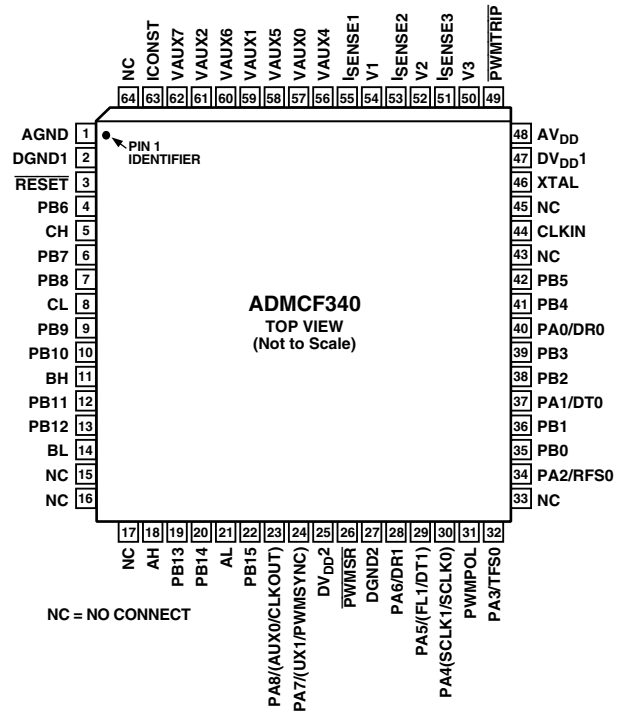 NC
ICONST
VAUX7
VAUX2
VAUX6
VAUX1
VAUX5
VAUX0
VAUX4
ISENSE1
V1
ISENSE2
V2
ISENSE3
V3
PWMTRIP
64 63 62 61 60 59 58 57 56 55 54 53 52 51 50 49
AGND 1
DGND1 2
RESET 3
PB6 4
CH 5
PB7 6
PB8 7
CL 8
PB9 9
PB10 10
BH 11
PB11 12
PB12 13
BL 14
NC 15
NC 16
PIN 1
IDENTIFIER
ADMCF340
TOP VIEW
(Not to Scale)
48 AVDD
47 DVDD1
46 XTAL
45 NC
44 CLKIN
43 NC
42 PB5
41 PB4
40 PA0/DR0
39 PB3
38 PB2
37 PA1/DT0
36 PB1
35 PB0
34 PA2/RFS0
33 NC
17 18 19 20 21 22 23 24 25 26 27 28 29 30 31 32
NC
AH
PB13
PB14
AL
PB15
PA8/(AUX0/CLKOUT)
PA7/(UX1/PWMSYNC)
DVDD2
PWMSR
DGND2
PA6/DR1
PA5/(FL1/DT1)
PA4(SCLK1/SCLK0)
PWMPOL
PA3/TFS0
NC = NO CONNECT